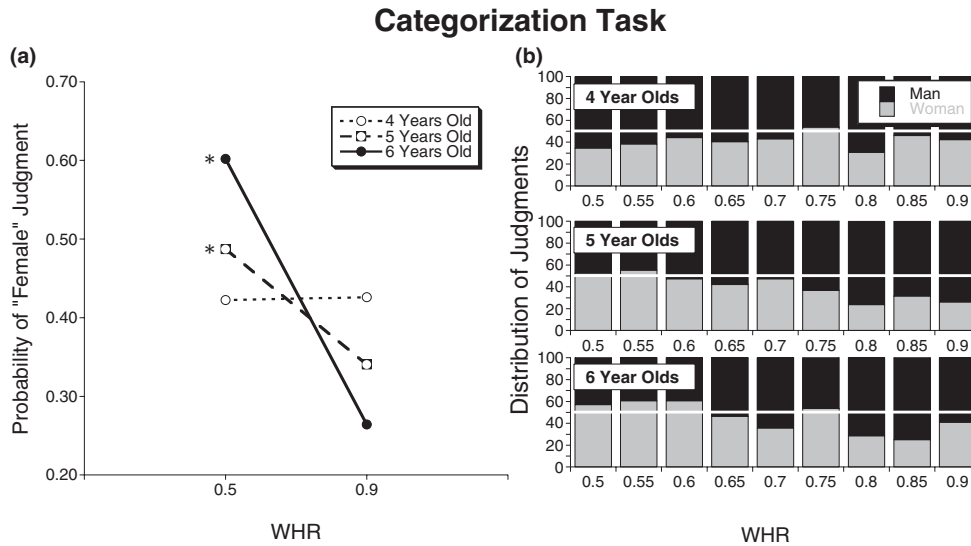 Categorization Task
(a)
Probability of "Female" Judgment
0.70
0.60
0.50
0.40
0.30
0.20
*
*
4 Years Old
5 Years Old
6 Years Old
0.5 0.9
WHR
(b)
Distribution of Judgments
100
80
60
40
20
0
4 Year Olds
Man
Woman
0.5 0.55 0.6 0.65 0.7 0.75 0.8 0.85 0.9
100
80
60
40
20
0
5 Year Olds
0.5 0.55 0.6 0.65 0.7 0.75 0.8 0.85 0.9
100
80
60
40
20
0
6 Year Olds
0.5 0.55 0.6 0.65 0.7 0.75 0.8 0.85 0.9
WHR